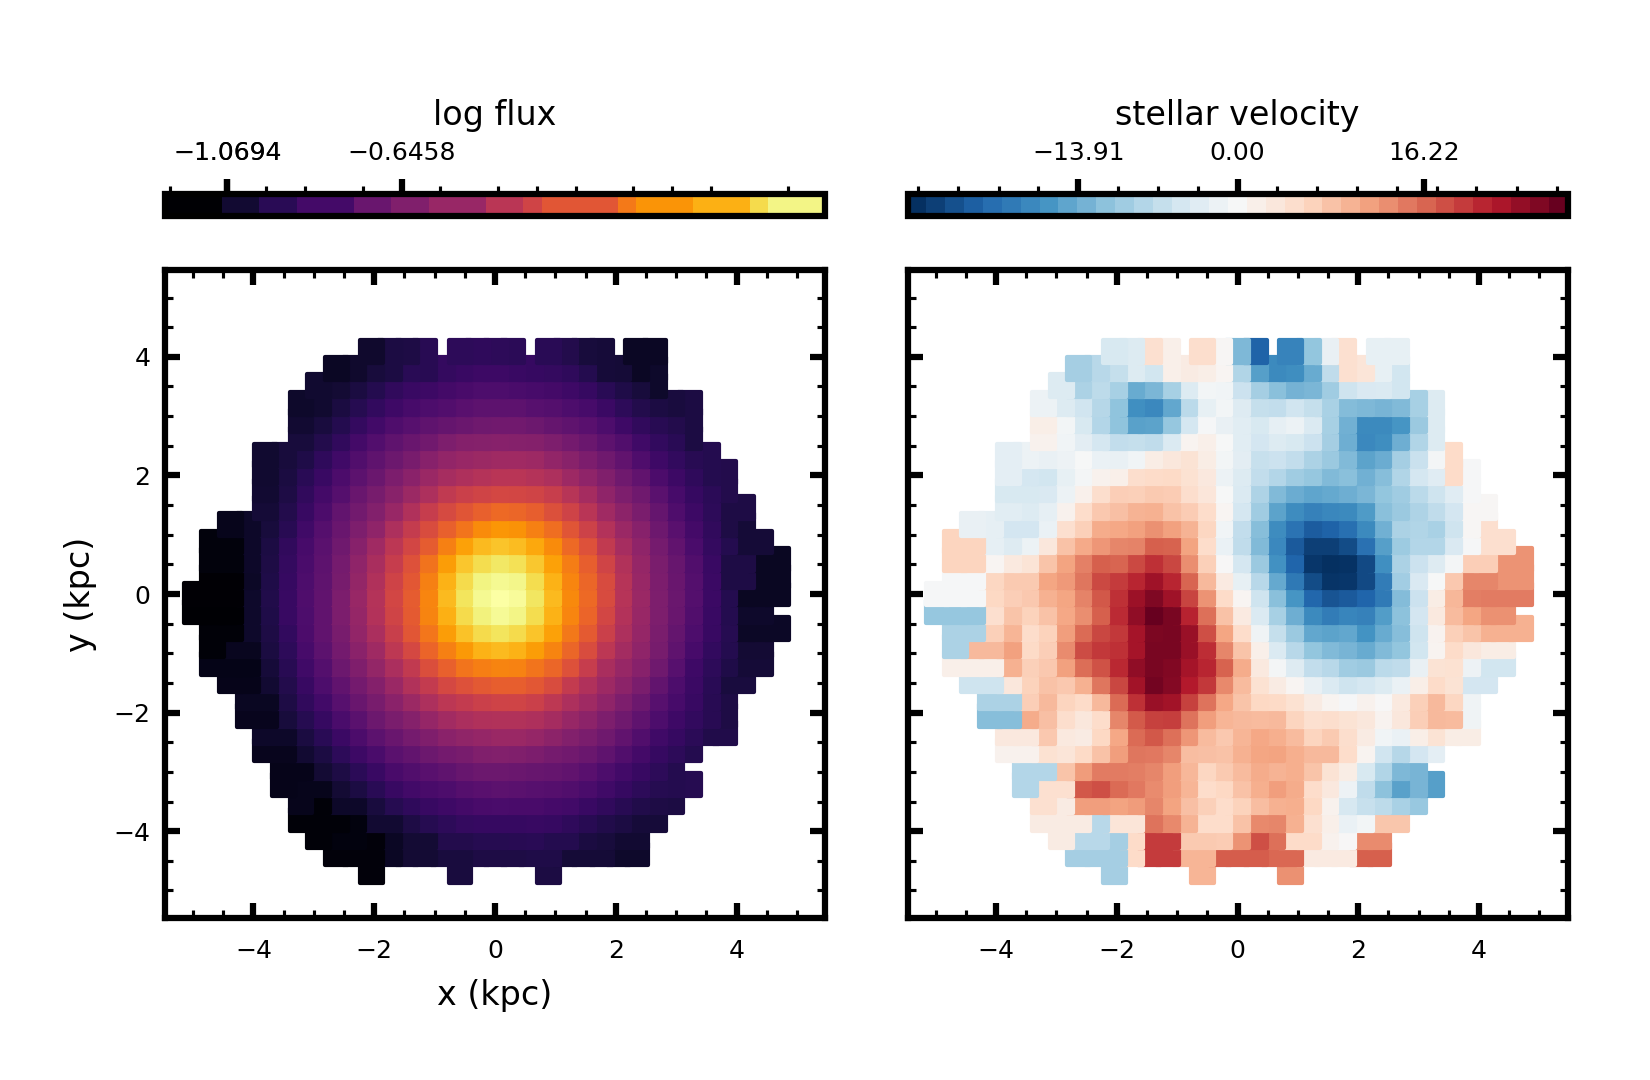 log flux
stellar velocity
−1.0694 −0.6458
−13.91 0.00 16.22
4
2
0
−2
−4
y (kpc)
−4 −2 0 2 4
−4 −2 0 2 4
x (kpc)